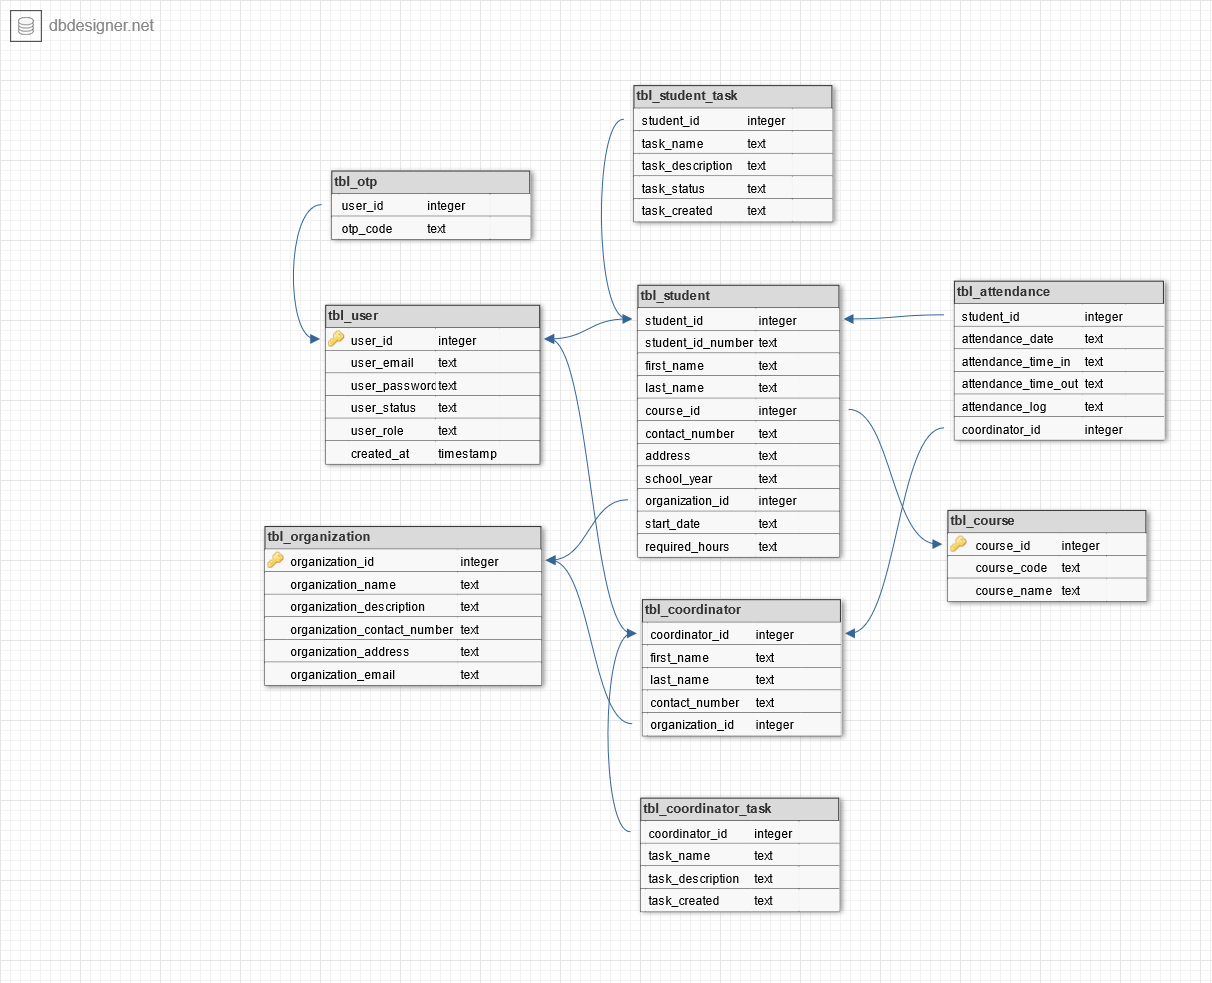 dbdesigner.net
tbl_student_task
student_id integer
task_name text
task_description text
task_status text
task_created text
tbl_otp
user_id integer
otp_code text
tbl_user
user_id integer
user_email text
user_password text
user_status text
user_role text
created_at timestamp
tbl_student
student_id integer
student_id_number text
first_name text
last_name text
course_id integer
contact_number text
address text
school_year text
organization_id integer
start_date text
required_hours text
tbl_attendance
student_id integer
attendance_date text
attendance_time_in text
attendance_time_out text
attendance_log text
coordinator_id integer
tbl_course
course_id integer
course_code text
course_name text
tbl_organization
organization_id integer
organization_name text
organization_description text
organization_contact_number text
organization_address text
organization_email text
tbl_coordinator
coordinator_id integer
first_name text
last_name text
contact_number text
organization_id integer
tbl_coordinator_task
coordinator_id integer
task_name text
task_description text
task_created text